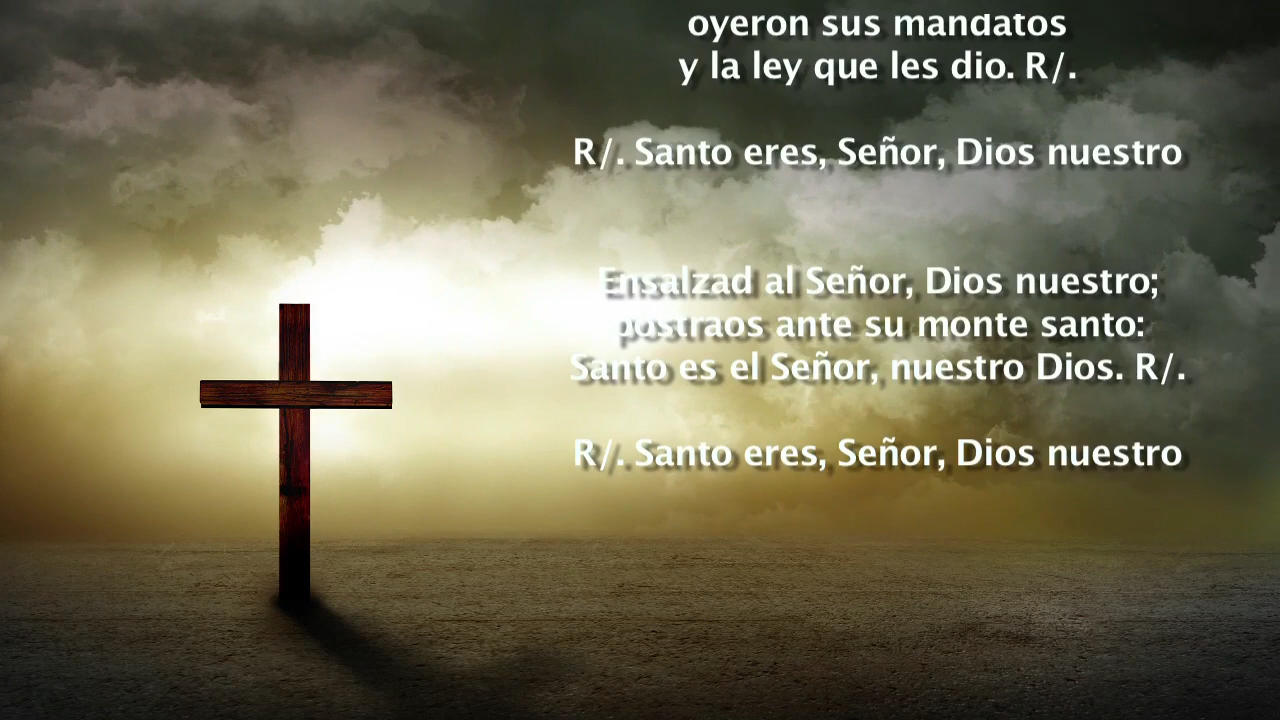 oyeron sus mandatos
y la ley que les dio. R/.
R/. Santo eres, Señor, Dios nuestro
Ensalzad al Señor, Dios nuestro;
postraos ante su monte santo:
Santo es el Señor, nuestro Dios. R/.
R/. Santo eres, Señor, Dios nuestro